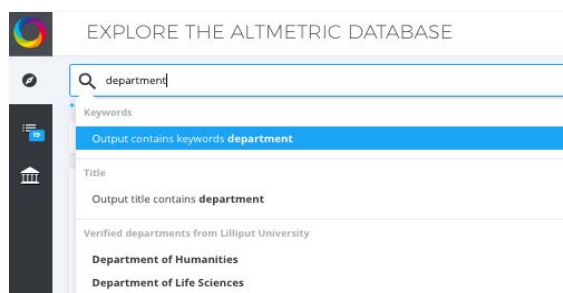 EXPLORE THE ALTMETRIC DATABASE
department
Keywords
Output contains keywords department
19
Title
Output title contains department
Verified departments from Lilliput University
Department of Humanities
Department of Life Sciences